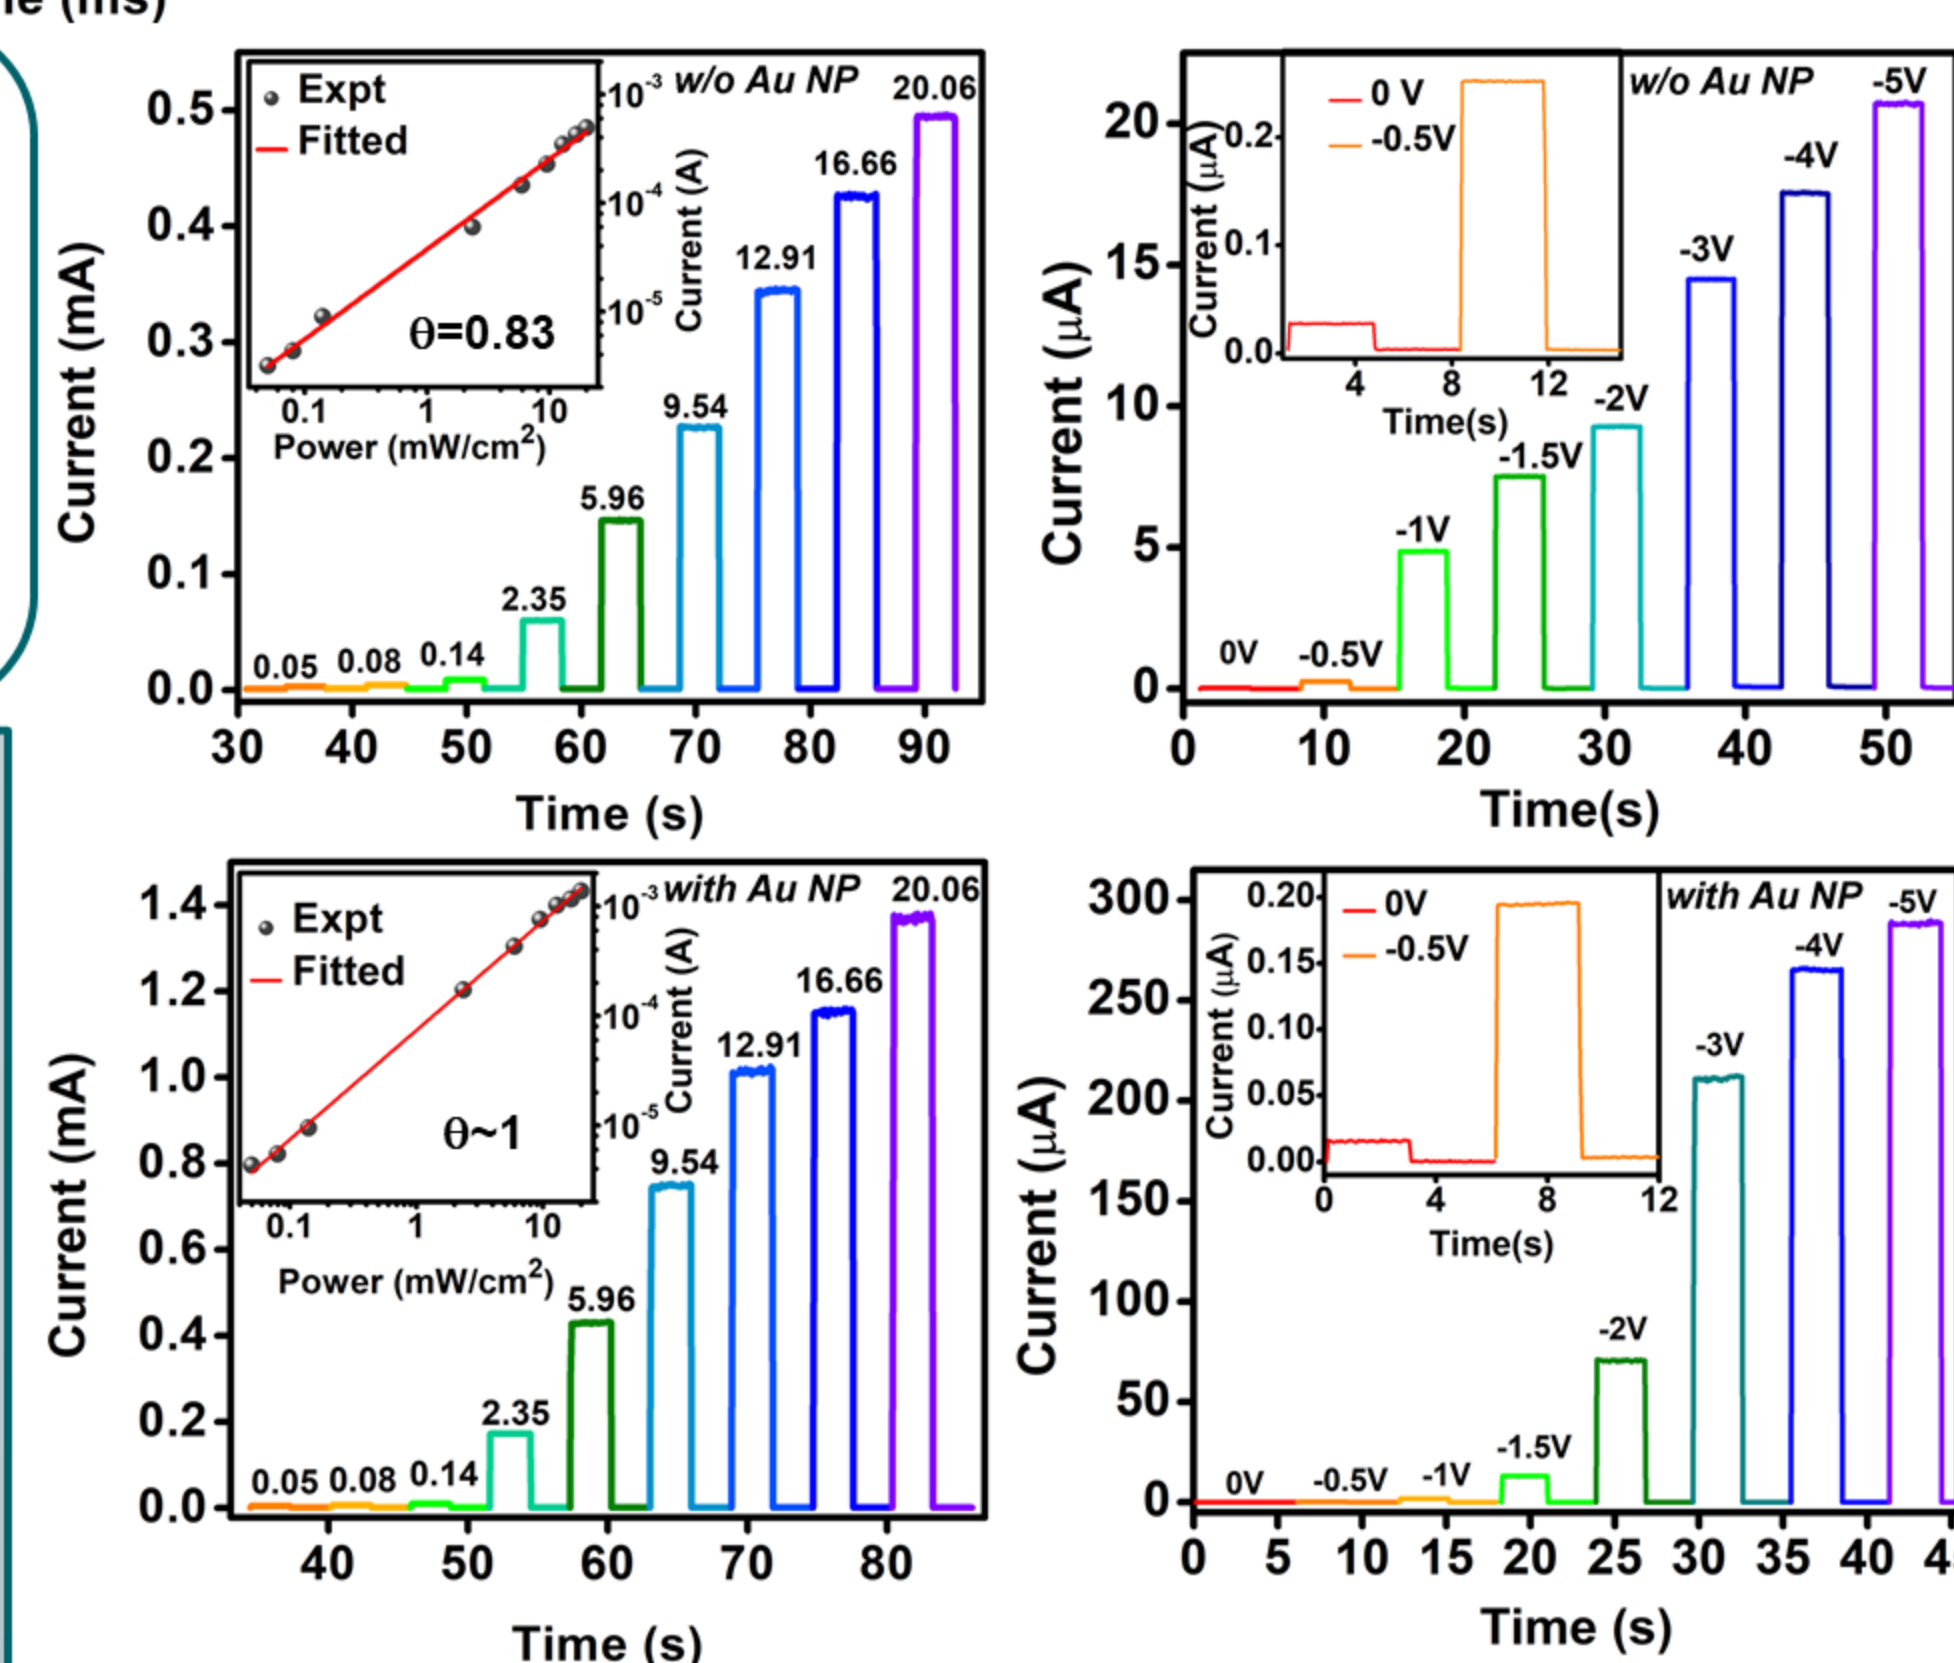 e (ms)
w/o Au NP
Expt
Fitted
θ=0.83
10-3
10-4
10-5
Current (A)
0.1 1 10
Power (mW/cm2)
0.05 0.08 0.14 2.35 5.96 9.54 12.91 16.66 20.06
0.5
0.4
0.3
0.2
0.1
0.0
Current (mA)
30 40 50 60 70 80 90
Time (s)
w/o Au NP
0 V
-0.5V
0.2
0.1
0.0
Current (μA)
4 8 12
Time(s)
0V -0.5V -1V -1.5V -2V -3V -4V -5V
20
15
10
5
0
Current (μA)
0 10 20 30 40 50
Time(s)
with Au NP
Expt
Fitted
θ~1
10-3
10-4
10-5
Current (A)
0.1 1 10
Power (mW/cm2)
0.05 0.08 0.14 2.35 5.96 9.54 12.91 16.66 20.06
1.4
1.2
1.0
0.8
0.6
0.4
0.2
0.0
Current (mA)
40 50 60 70 80
Time (s)
with Au NP
0V
-0.5V
0.20
0.15
0.10
0.05
0.00
Current (μA)
0 4 8 12
Time(s)
0V -0.5V -1V -1.5V -2V -3V -4V -5V
300
250
200
150
100
50
0
Current (μA)
0 5 10 15 20 25 30 35 40
Time (s)